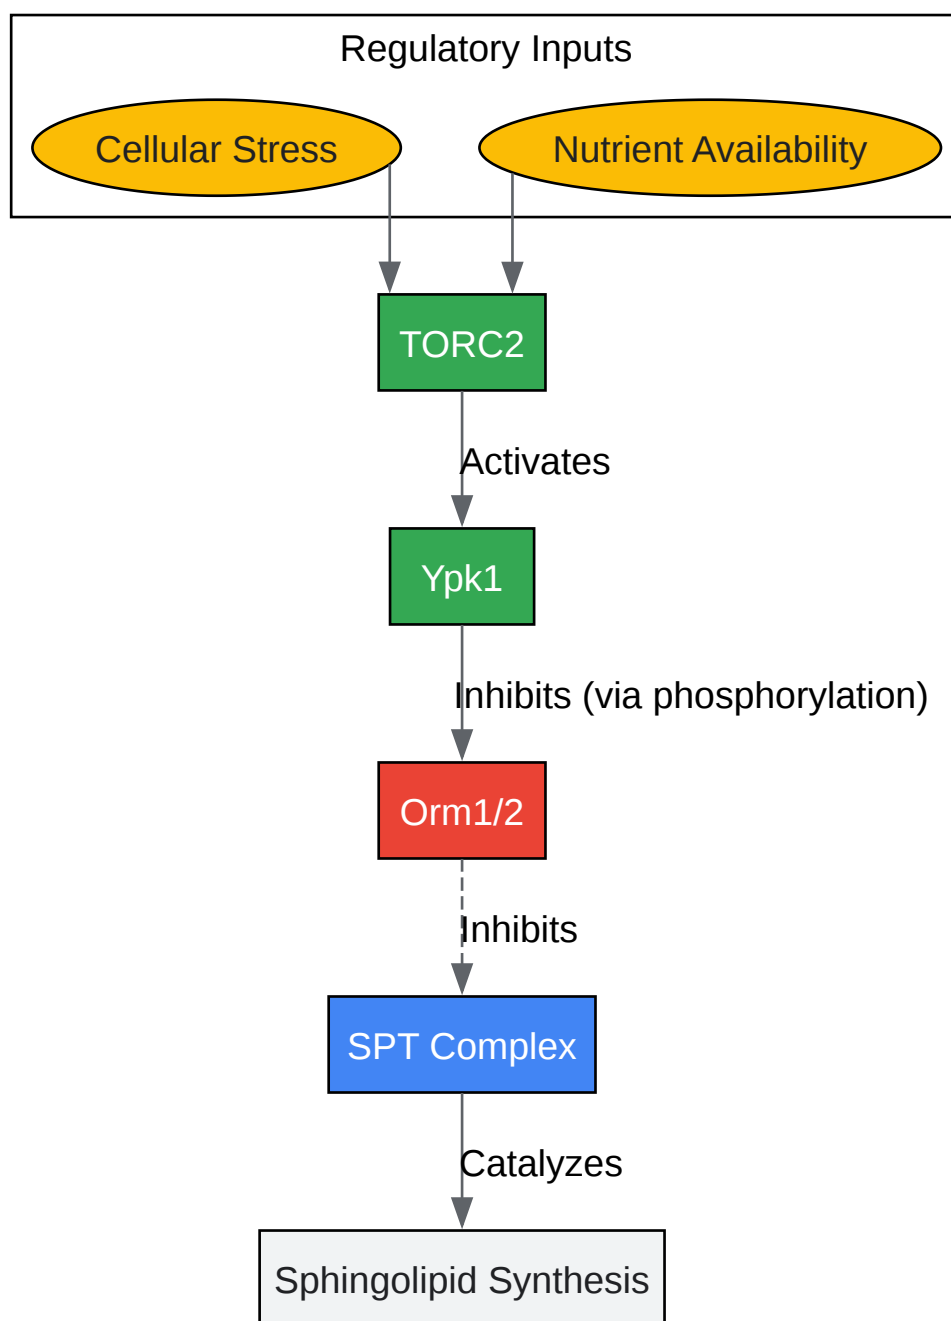 Regulatory Inputs
Cellular Stress
Nutrient Availability
TORC2
Activates
Ypk1
Inhibits (via phosphorylation)
Orm1/2
Inhibits
SPT Complex
Catalyzes
Sphingolipid Synthesis